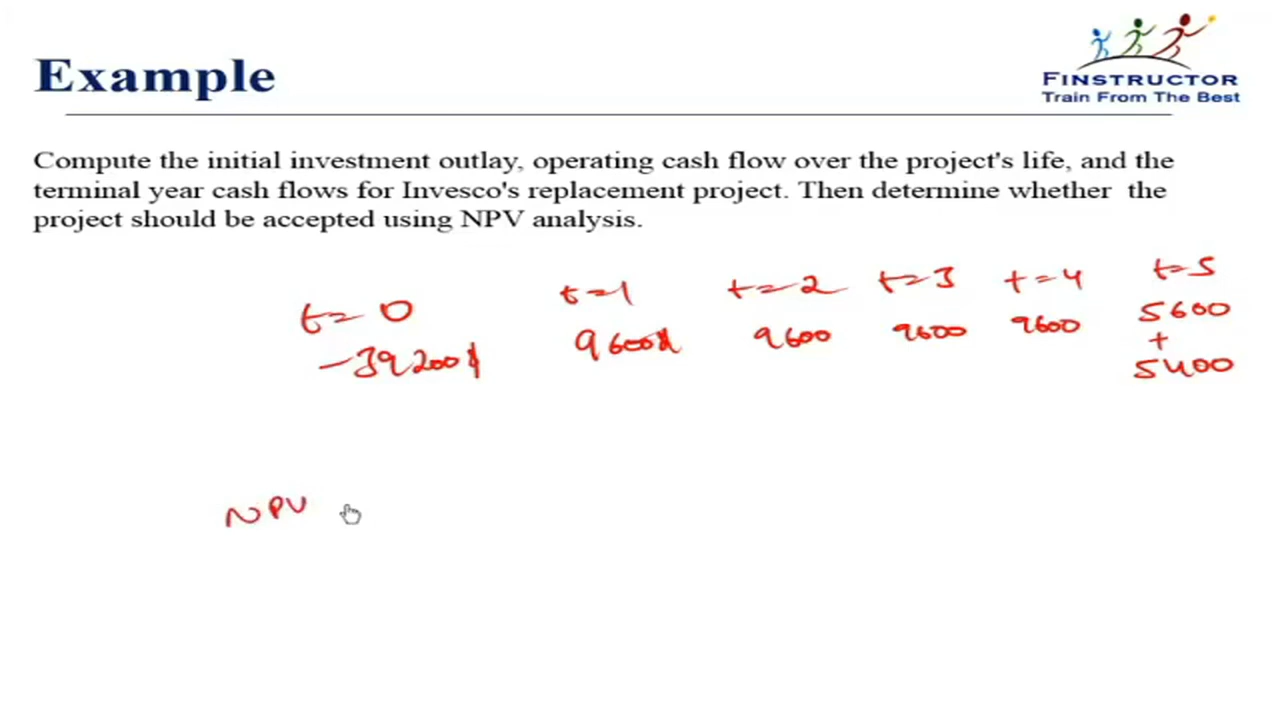 Example
FINSTRUCTOR
Train From The Best
Compute the initial investment outlay, operating cash flow over the project's life, and the
terminal year cash flows for Invesco's replacement project. Then determine whether the
project should be accepted using NPV analysis.
t=0 t=1 t=2 t=3 t=4 t=5
-39200$ 9600$ 9600 9600 9600 5600
+
5400
NPV